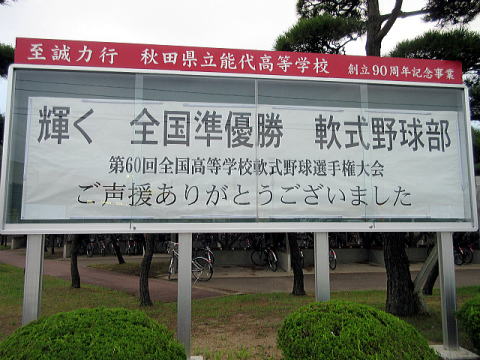 至誠力行 秋田県立能代高等学校 創立90周年記念事業
輝く 全国準優勝 軟式野球部
第60回全国高等学校軟式野球選手権大会
ご声援ありがとうございました